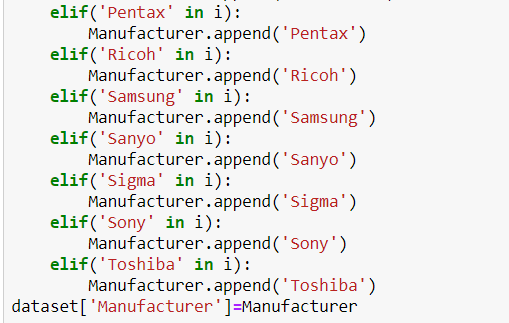 elif('Pentax' in i):
Manufacturer.append('Pentax')
elif('Ricoh' in i):
Manufacturer.append('Ricoh')
elif('Samsung' in i):
Manufacturer.append('Samsung')
elif('Sanyo' in i):
Manufacturer.append('Sanyo')
elif('Sigma' in i):
Manufacturer.append('Sigma')
elif('Sony' in i):
Manufacturer.append('Sony')
elif('Toshiba' in i):
Manufacturer.append('Toshiba')
dataset['Manufacturer']=Manufacturer